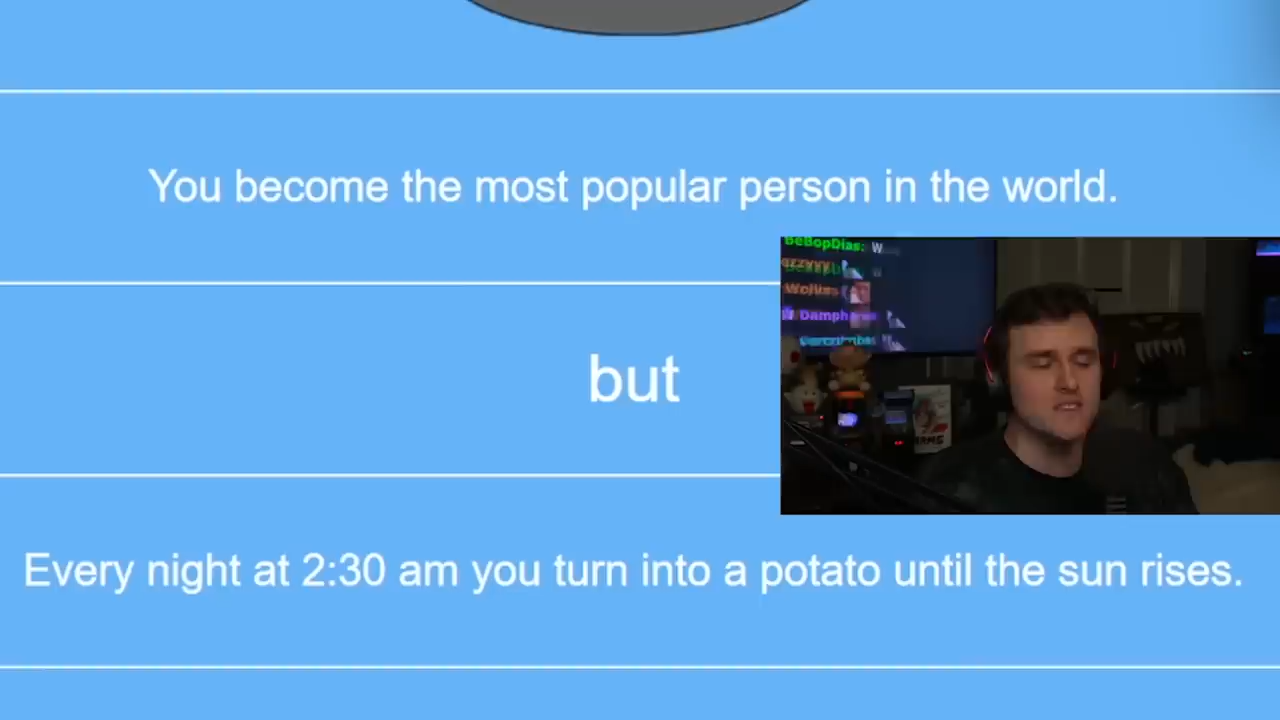 You become the most popular person in the world.
BeBopDias: W
but
Every night at 2:30 am you turn into a potato until the sun rises.